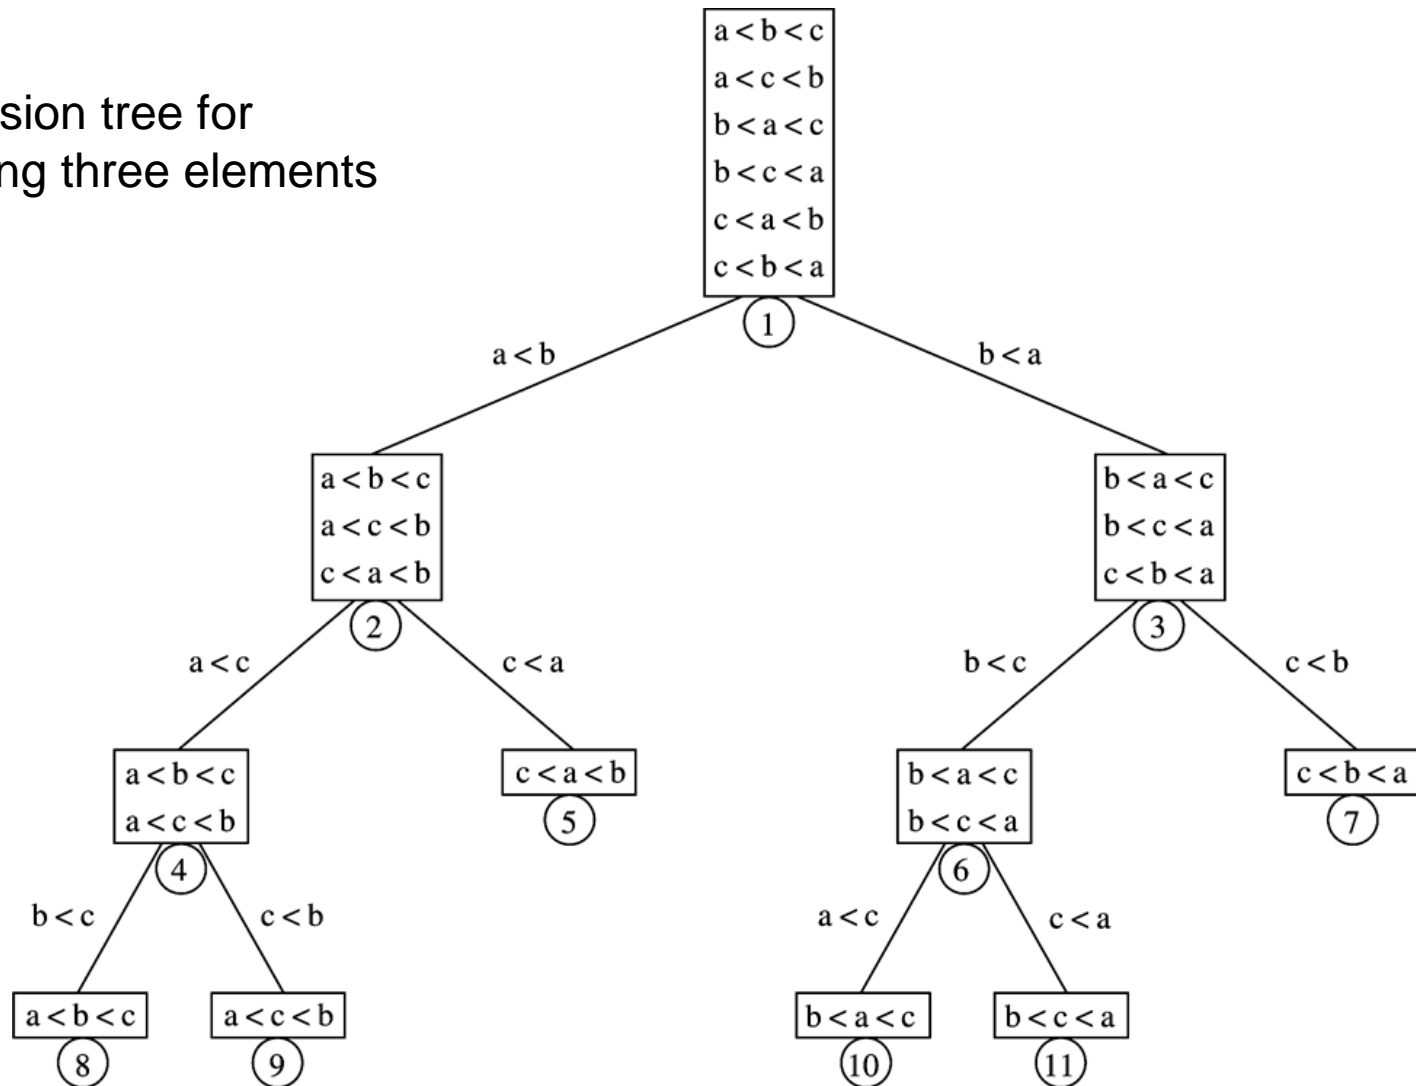 sion tree for
ng three elements
a < b < c
a < c < b
b < a < c
b < c < a
c < a < b
c < b < a
1
a < b
b < a
a < b < c
a < c < b
c < a < b
2
b < a < c
b < c < a
c < b < a
3
a < c
c < a
b < c
c < b
a < b < c
a < c < b
4
c < a < b
5
b < a < c
b < c < a
6
c < b < a
7
b < c
c < b
a < c
c < a
a < b < c
8
a < c < b
9
b < a < c
10
b < c < a
11